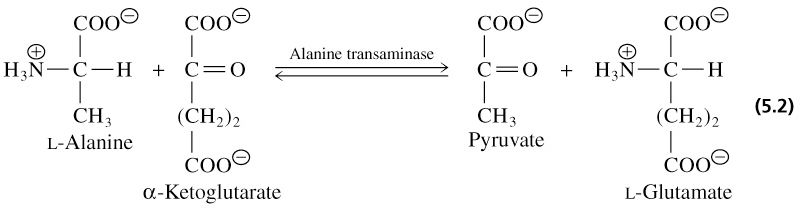 COO⊖ COO⊖ COO⊖ COO⊖
⊕ Alanine transaminase ⊕
H₃N—C—H + C=O ⇌ C=O + H₃N—C—H
CH₃ (CH₂)₂ CH₃ (CH₂)₂ (5.2)
L-Alanine Pyruvate
COO⊖ COO⊖
α-Ketoglutarate L-Glutamate